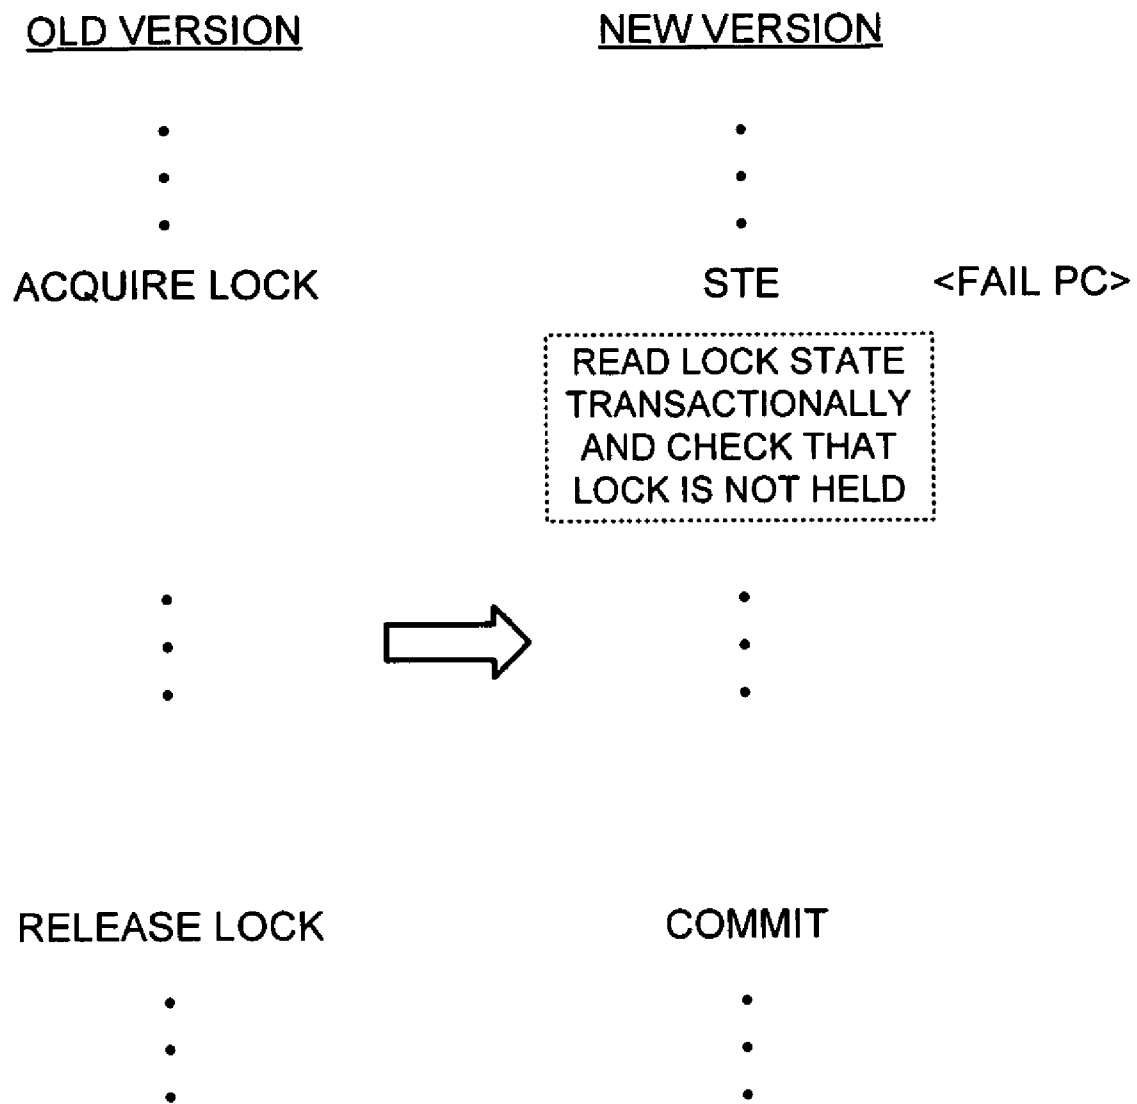 OLD VERSION NEW VERSION
ACQUIRE LOCK STE <FAIL PC>
READ LOCK STATE
TRANSACTIONALLY
AND CHECK THAT
LOCK IS NOT HELD
RELEASE LOCK COMMIT